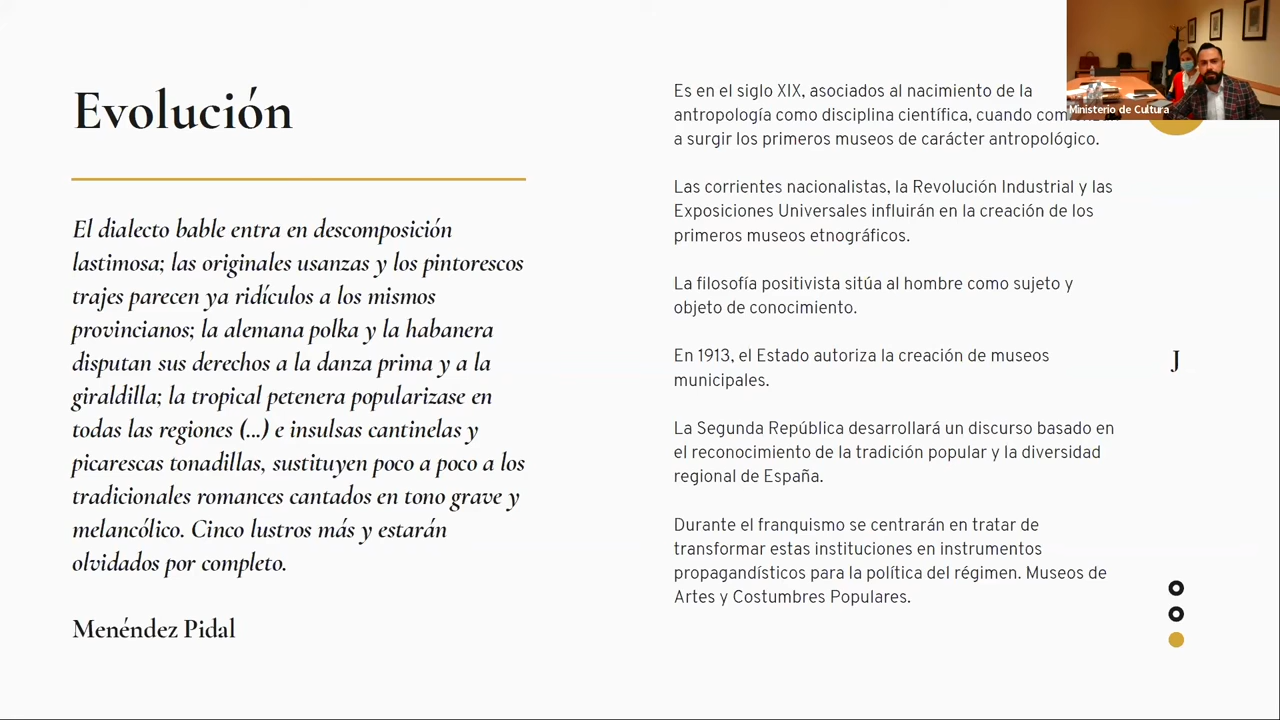 Evolución
El dialecto bable entra en descomposición
lastimosa; las originales usanzas y los pintorescos
trajes parecen ya ridículos a los mismos
provincianos; la alemana polka y la habanera
disputan sus derechos a la danza prima y a la
giraldilla; la tropical petenera popularizase en
todas las regiones (...) e insulsas cantinelas y
picarescas tonadillas, sustituyen poco a poco a los
tradicionales romances cantados en tono grave y
melancólico. Cinco lustros más y estarán
olvidados por completo.
Menéndez Pidal
Es en el siglo XIX, asociados al nacimiento de la
antropología como disciplina científica, cuando
a surgir los primeros museos de carácter antropológico.
Las corrientes nacionalistas, la Revolución Industrial y las
Exposiciones Universales influirán en la creación de los
primeros museos etnográficos.
La filosofía positivista sitúa al hombre como sujeto y
objeto de conocimiento.
En 1913, el Estado autoriza la creación de museos
municipales.
La Segunda República desarrollará un discurso basado en
el reconocimiento de la tradición popular y la diversidad
regional de España.
Durante el franquismo se centrarán en tratar de
transformar estas instituciones en instrumentos
propagandísticos para la política del régimen. Museos de
Artes y Costumbres Populares.
Ministerio de Cultura
J